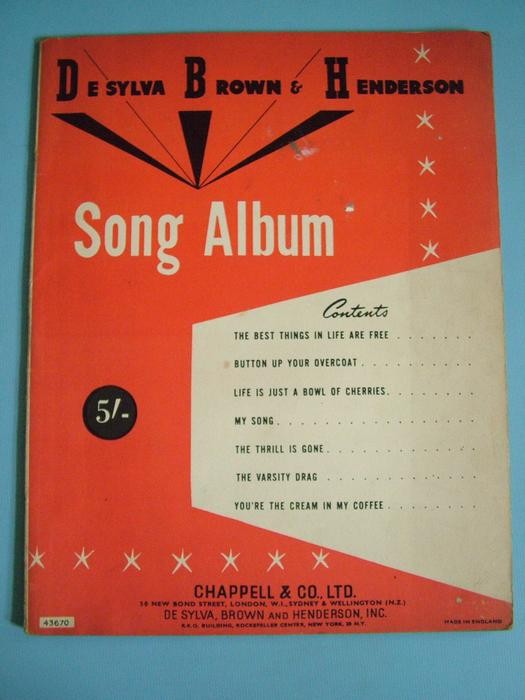 DE SYLVA BROWN & HENDERSON
Song Album
Contents
THE BEST THINGS IN LIFE ARE FREE . . . . . . .
BUTTON UP YOUR OVERCOAT . . . . . . . . . .
LIFE IS JUST A BOWL OF CHERRIES. . . . . . . .
MY SONG. . . . . . . . . . . . . . . . .
THE THRILL IS GONE. . . . . . . . . . . . .
THE VARSITY DRAG . . . . . . . . . . . . .
YOU'RE THE CREAM IN MY COFFEE . . . . . . . .
5/-
CHAPPELL & CO., LTD.
50 NEW BOND STREET, LONDON, W.I., SYDNEY & WELLINGTON (N.Z.)
DE SYLVA, BROWN AND HENDERSON, INC.
R.K.O. BUILDING, ROCKEFELLER CENTER, NEW YORK, 20 N.Y.
43670
MADE IN ENGLAND